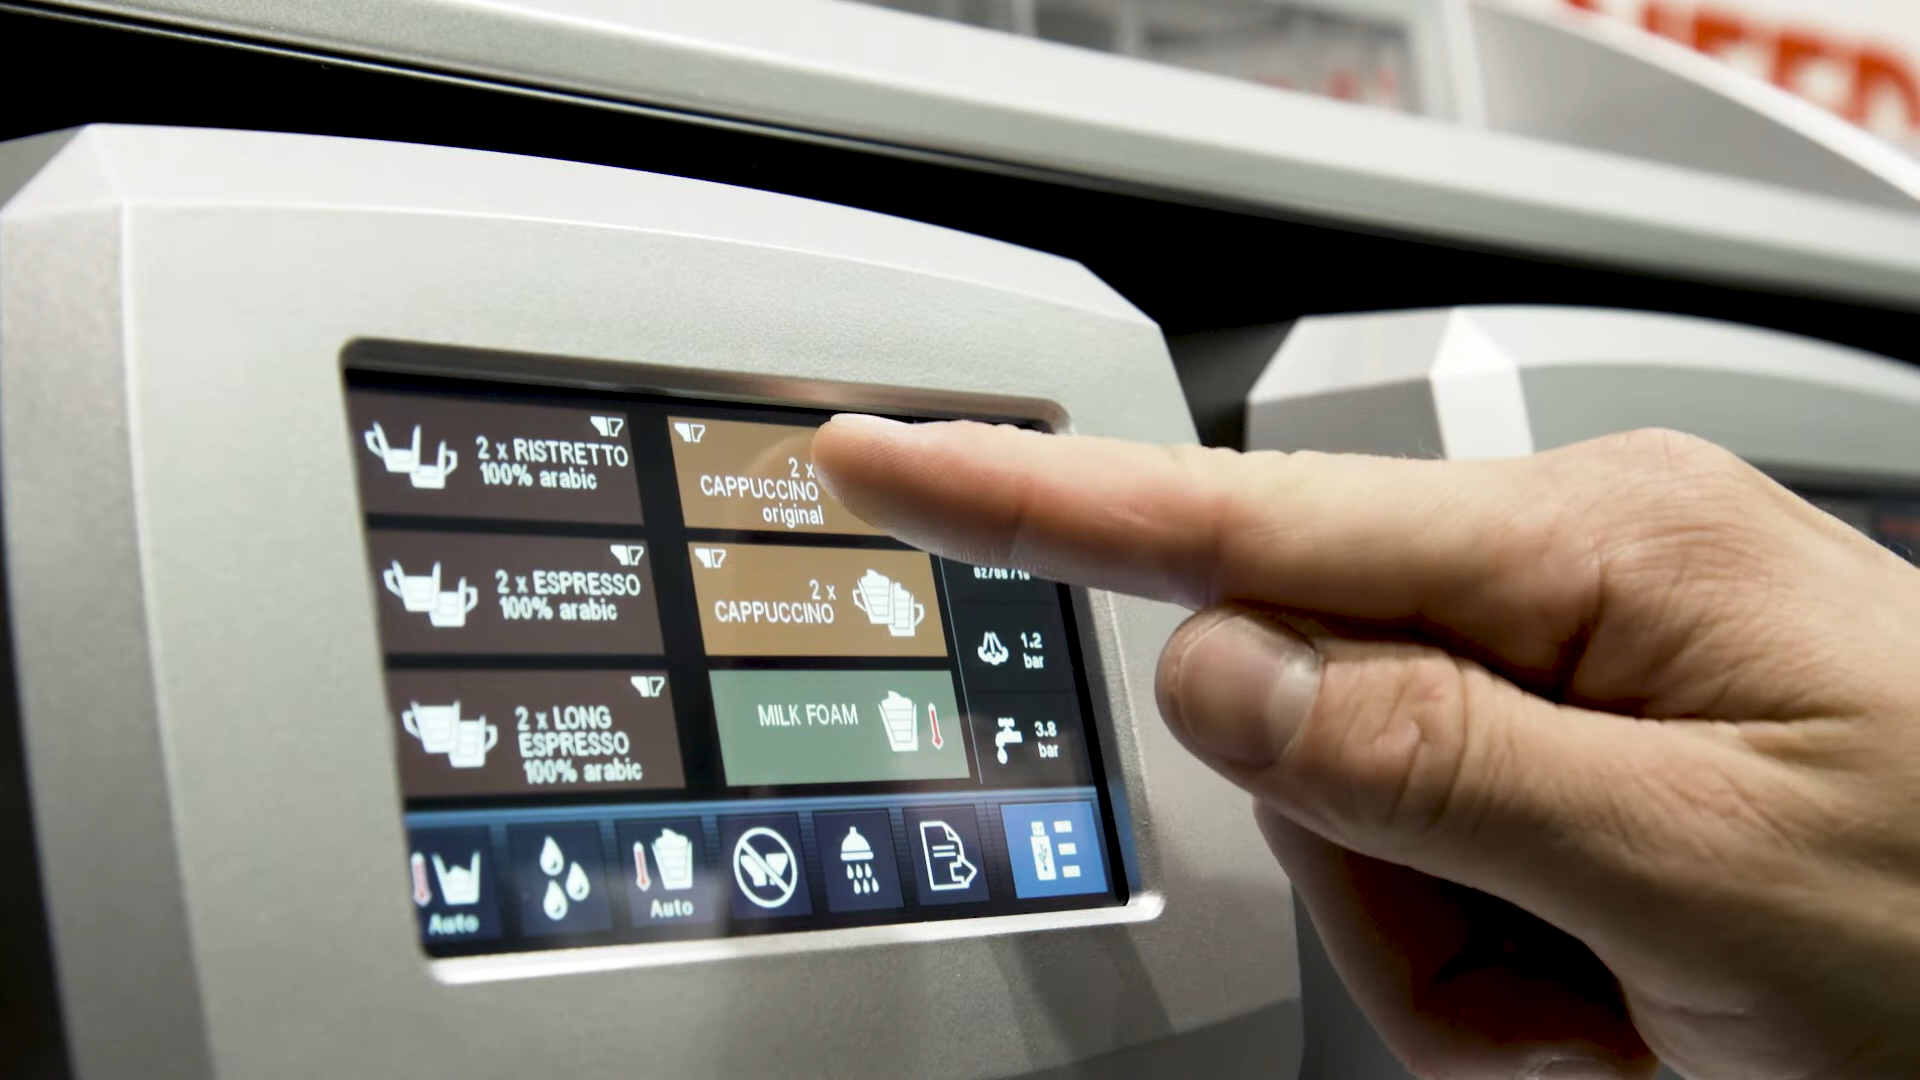 2 x RISTRETTO
100% arabic
2 x
CAPPUCCINO
original
2 x ESPRESSO
100% arabic
2 x
CAPPUCCINO
2 x LONG
ESPRESSO
100% arabic
MILK FOAM
1.2
bar
3.8
bar
Auto
Auto